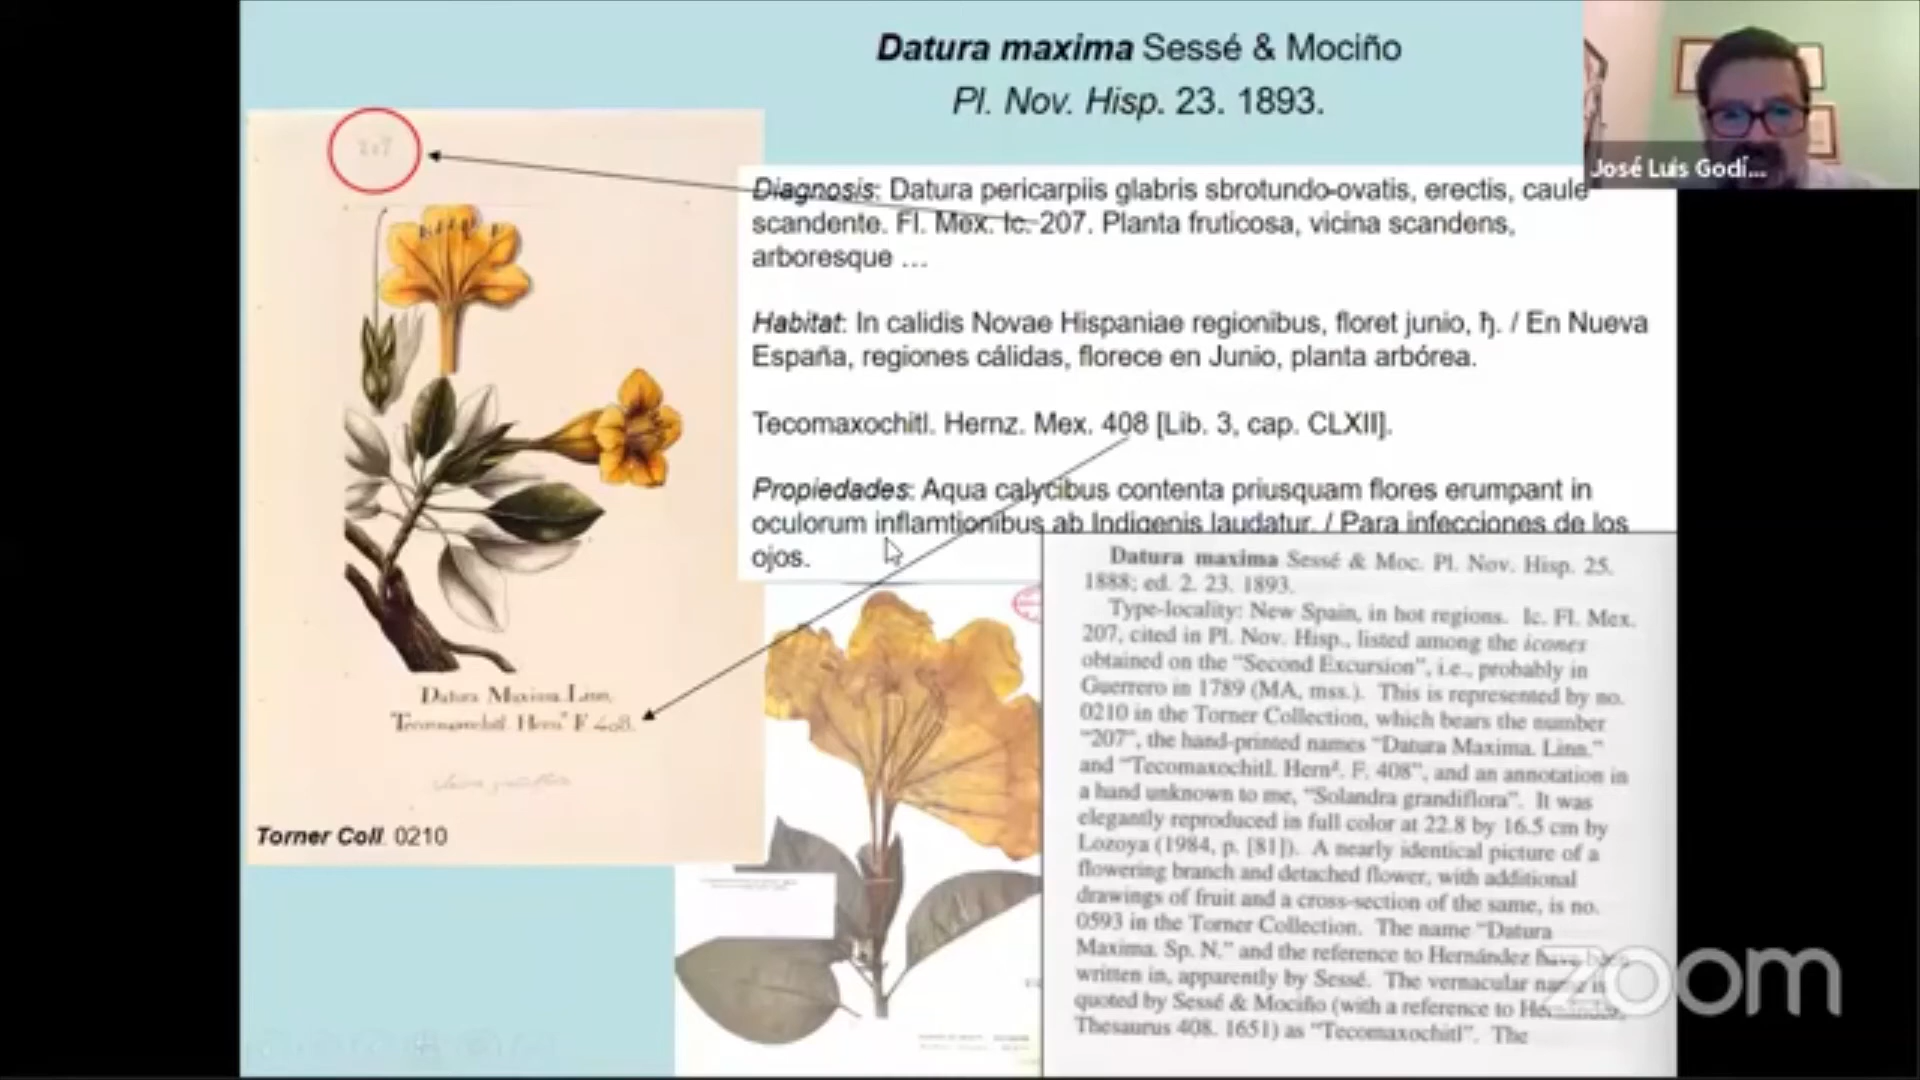 Datura maxima Sessé & Mociño
Pl. Nov. Hisp. 23. 1893.
José Luis Godí...
207
Diagnosis: Datura pericarpiis glabris sbrotundo-ovatis, erectis, caule
scandente. Fl. Mex. Ic. 207. Planta fruticosa, vicina scandens,
arboresque ...
Habitat: In calidis Novae Hispaniae regionibus, floret junio, ђ. / En Nueva
España, regiones cálidas, florece en Junio, planta arbórea.
Tecomaxochitl. Hernz. Mex. 408 [Lib. 3, cap. CLXII].
Propiedades: Aqua calycibus contenta priusquam flores erumpant in
oculorum inflamtionibus ab Indigenis laudatur. / Para infecciones de los
ojos.
Datura Maxima. Linn.
Tecomaxochitl. Hern.ᶻ F. 408.
Torner Coll. 0210
Datura maxima Sessé & Moc. Pl. Nov. Hisp. 25.
1888; ed. 2. 23. 1893.
Type-locality: New Spain, in hot regions. Ic. Fl. Mex.
207, cited in Pl. Nov. Hisp., listed among the icones
obtained on the “Second Excursion”, i.e., probably in
Guerrero in 1789 (MA, mss.). This is represented by no.
0210 in the Torner Collection, which bears the number
“207”, the hand-printed names “Datura Maxima. Linn.”
and “Tecomaxochitl. Hernᶻ. F. 408”, and an annotation in
a hand unknown to me, “Solandra grandiflora”. It was
elegantly reproduced in full color at 22.8 by 16.5 cm by
Lozoya (1984, p. [81]). A nearly identical picture of a
flowering branch and detached flower, with additional
drawings of fruit and a cross-section of the same, is no.
0593 in the Torner Collection. The name “Datura
Maxima. Sp. N.” and the reference to Hernández have been
written in, apparently by Sessé. The vernacular name is
quoted by Sessé & Mociño (with a reference to Hernández,
Thesaurus 408. 1651) as “Tecomaxochitl”. The
zoom